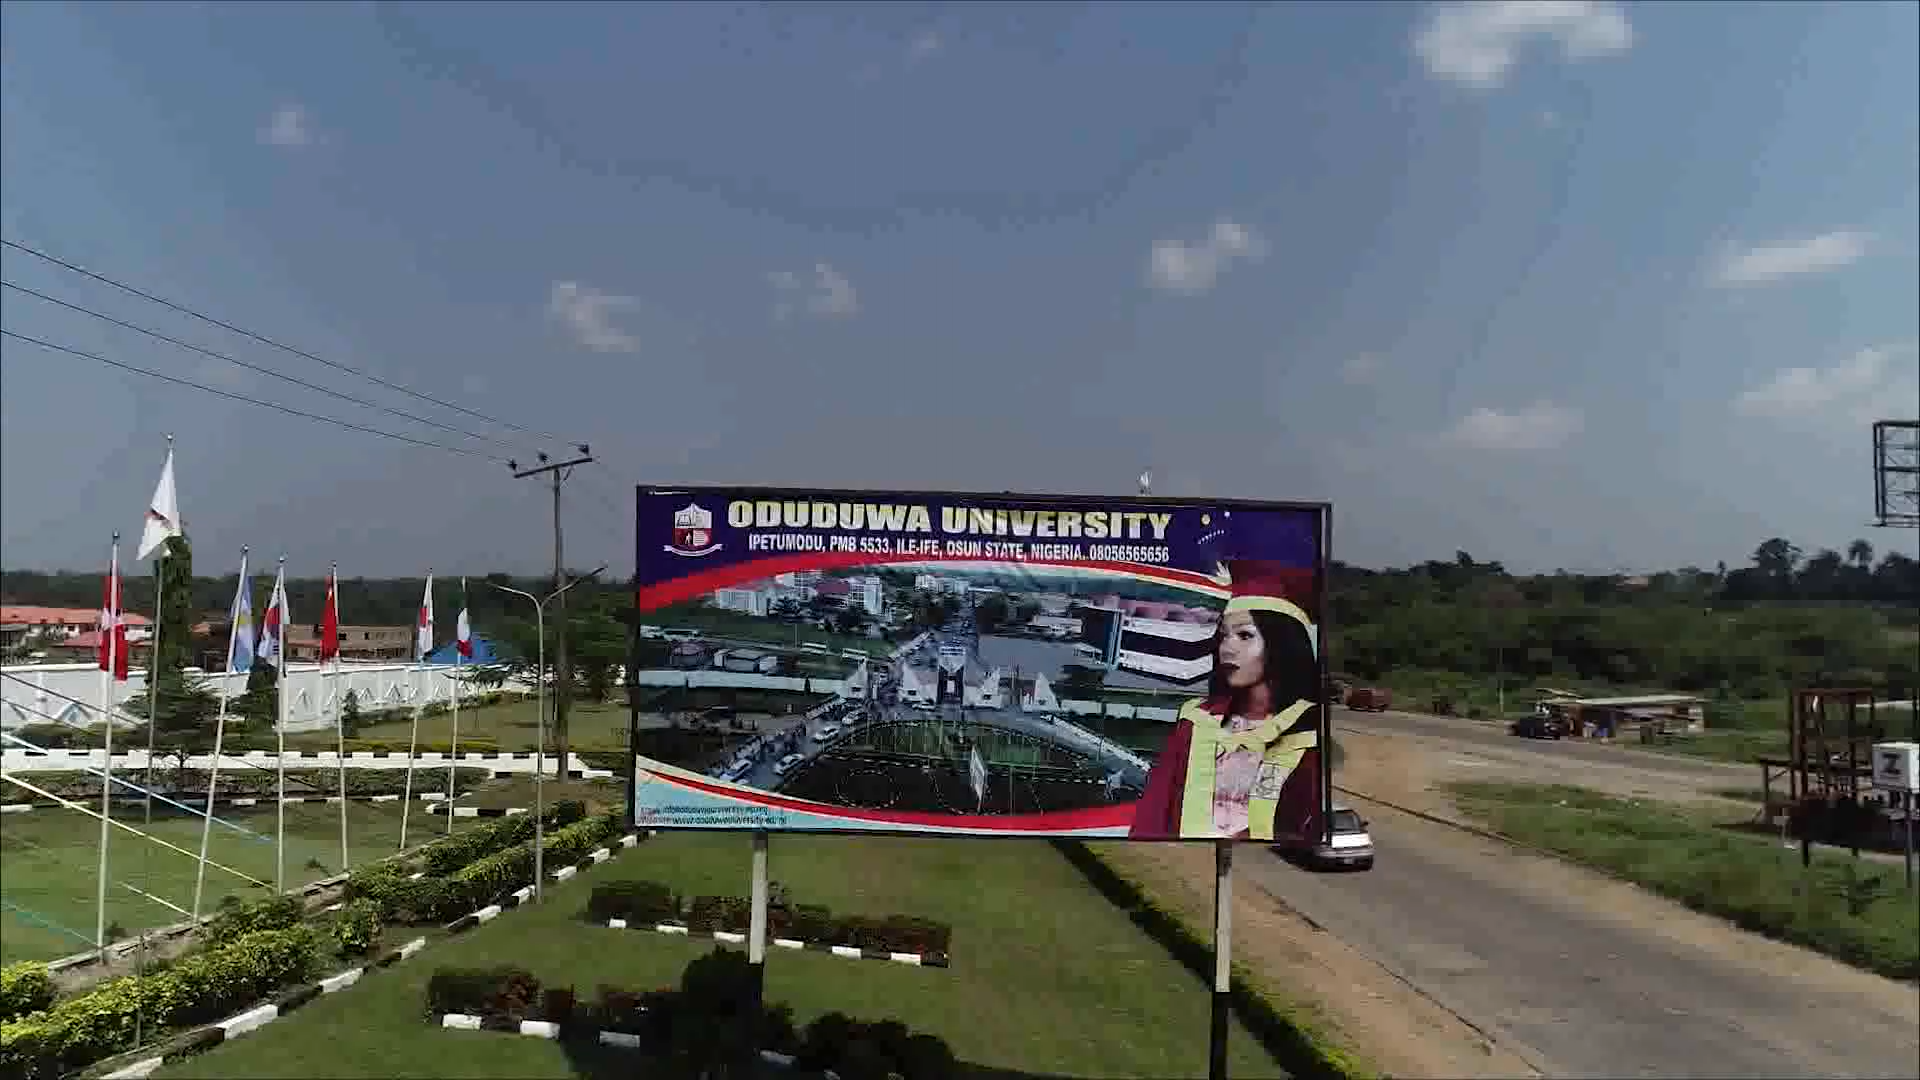 ODUDUWA UNIVERSITY
IPETUMODU, PMB 5533, ILE-IFE, OSUN STATE, NIGERIA. 08056565656
Z